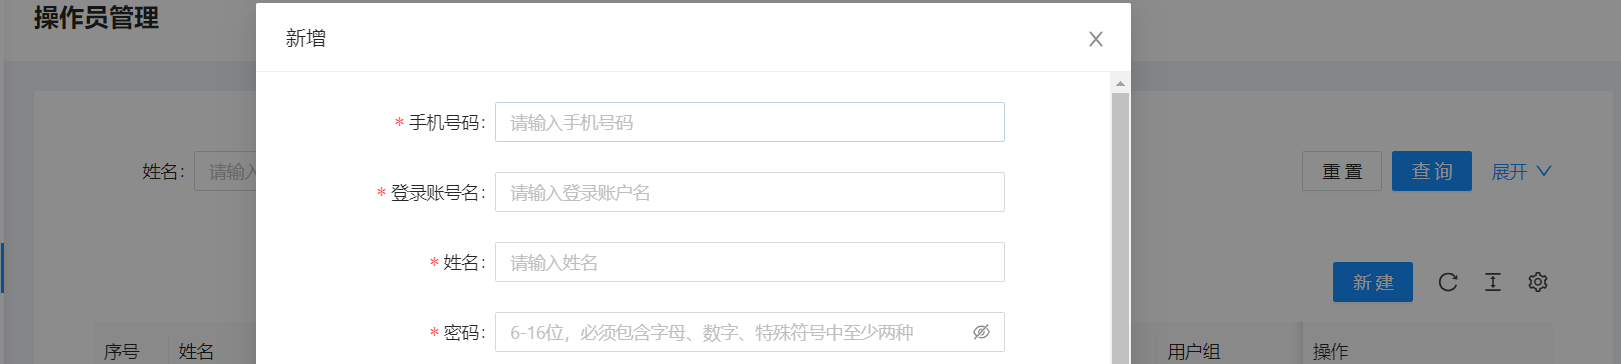 操作员管理
新增
* 手机号码: 请输入手机号码
姓名: 请输入
重置 查询 展开
* 登录账号名: 请输入登录账户名
* 姓名: 请输入姓名
新建
* 密码: 6-16位，必须包含字母、数字、特殊符号中至少两种
序号 姓名 用户组 操作